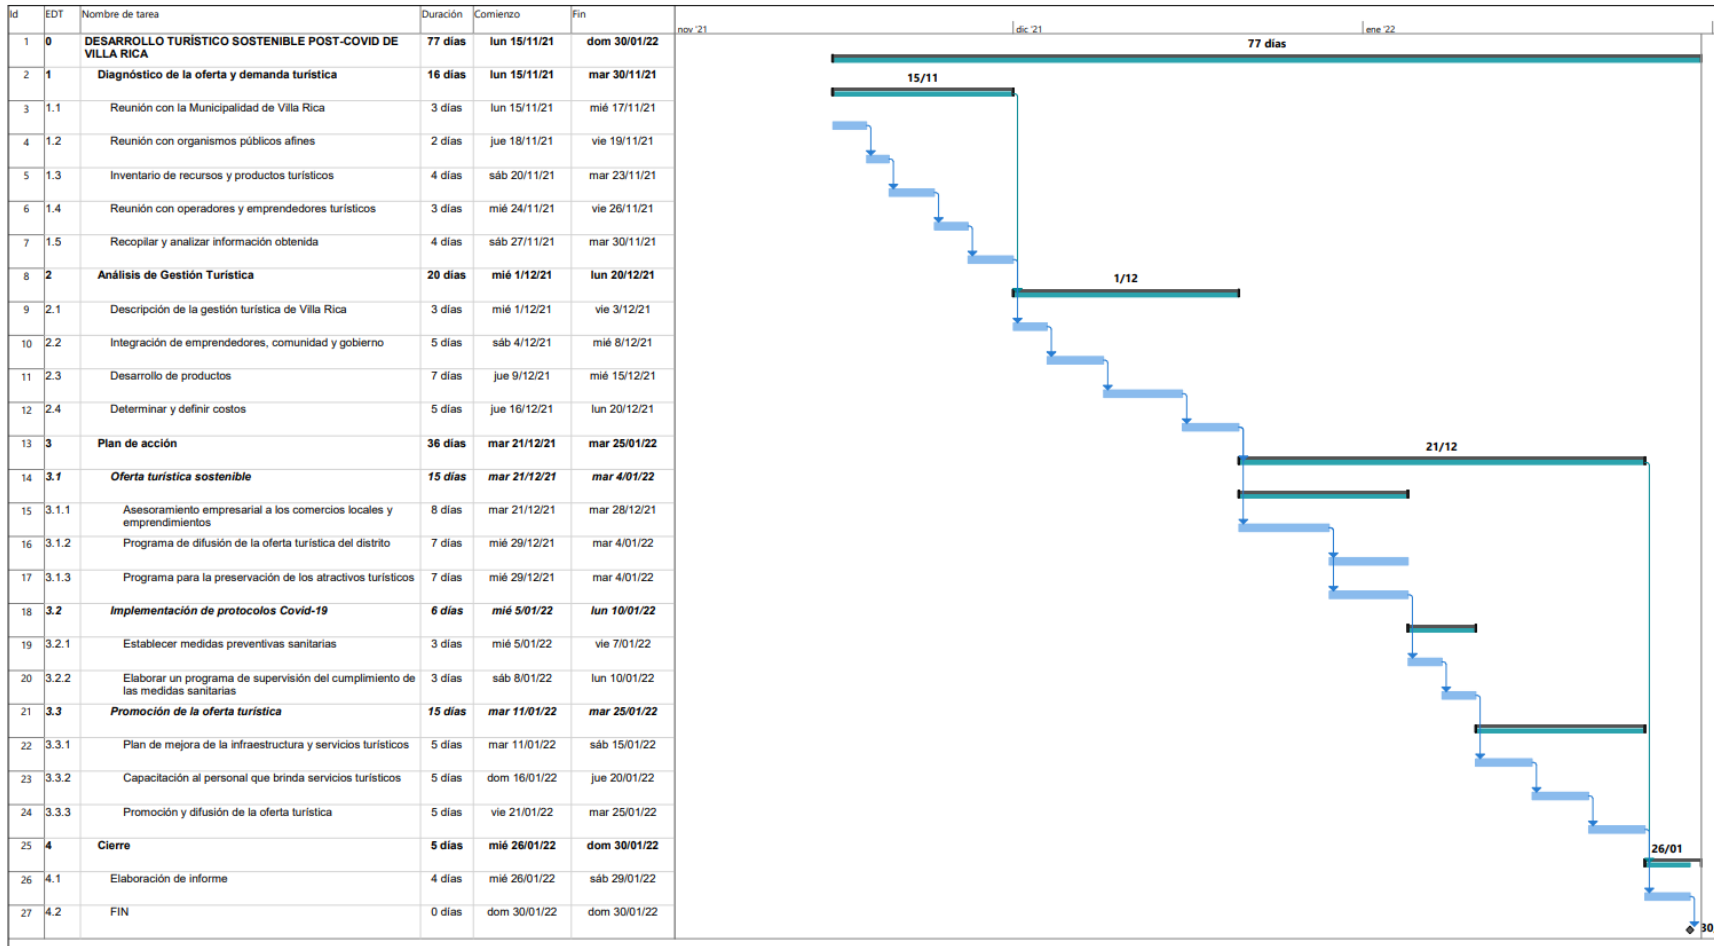 Id EDT Nombre de tarea Duración Comienzo Fin
nov '21 dic '21 ene '22
1 0 DESARROLLO TURÍSTICO SOSTENIBLE POST-COVID DE 77 días lun 15/11/21 dom 30/01/22 77 días
VILLA RICA
2 1 Diagnóstico de la oferta y demanda turística 16 días lun 15/11/21 mar 30/11/21 15/11
3 1.1 Reunión con la Municipalidad de Villa Rica 3 días lun 15/11/21 mié 17/11/21
4 1.2 Reunión con organismos públicos afines 2 días jue 18/11/21 vie 19/11/21
5 1.3 Inventario de recursos y productos turísticos 4 días sáb 20/11/21 mar 23/11/21
6 1.4 Reunión con operadores y emprendedores turísticos 3 días mié 24/11/21 vie 26/11/21
7 1.5 Recopilar y analizar información obtenida 4 días sáb 27/11/21 mar 30/11/21
8 2 Análisis de Gestión Turística 20 días mié 1/12/21 lun 20/12/21 1/12
9 2.1 Descripción de la gestión turística de Villa Rica 3 días mié 1/12/21 vie 3/12/21
10 2.2 Integración de emprendedores, comunidad y gobierno 5 días sáb 4/12/21 mié 8/12/21
11 2.3 Desarrollo de productos 7 días jue 9/12/21 mié 15/12/21
12 2.4 Determinar y definir costos 5 días jue 16/12/21 lun 20/12/21
13 3 Plan de acción 36 días mar 21/12/21 mar 25/01/22 21/12
14 3.1 Oferta turística sostenible 15 días mar 21/12/21 mar 4/01/22
15 3.1.1 Asesoramiento empresarial a los comercios locales y 8 días mar 21/12/21 mar 28/12/21
emprendimientos
16 3.1.2 Programa de difusión de la oferta turística del distrito 7 días mié 29/12/21 mar 4/01/22
17 3.1.3 Programa para la preservación de los atractivos turísticos 7 días mié 29/12/21 mar 4/01/22
18 3.2 Implementación de protocolos Covid-19 6 días mié 5/01/22 lun 10/01/22
19 3.2.1 Establecer medidas preventivas sanitarias 3 días mié 5/01/22 vie 7/01/22
20 3.2.2 Elaborar un programa de supervisión del cumplimiento de 3 días sáb 8/01/22 lun 10/01/22
las medidas sanitarias
21 3.3 Promoción de la oferta turística 15 días mar 11/01/22 mar 25/01/22
22 3.3.1 Plan de mejora de la infraestructura y servicios turísticos 5 días mar 11/01/22 sáb 15/01/22
23 3.3.2 Capacitación al personal que brinda servicios turísticos 5 días dom 16/01/22 jue 20/01/22
24 3.3.3 Promoción y difusión de la oferta turística 5 días vie 21/01/22 mar 25/01/22
25 4 Cierre 5 días mié 26/01/22 dom 30/01/22 26/01
26 4.1 Elaboración de informe 4 días mié 26/01/22 sáb 29/01/22
27 4.2 FIN 0 días dom 30/01/22 dom 30/01/22 30